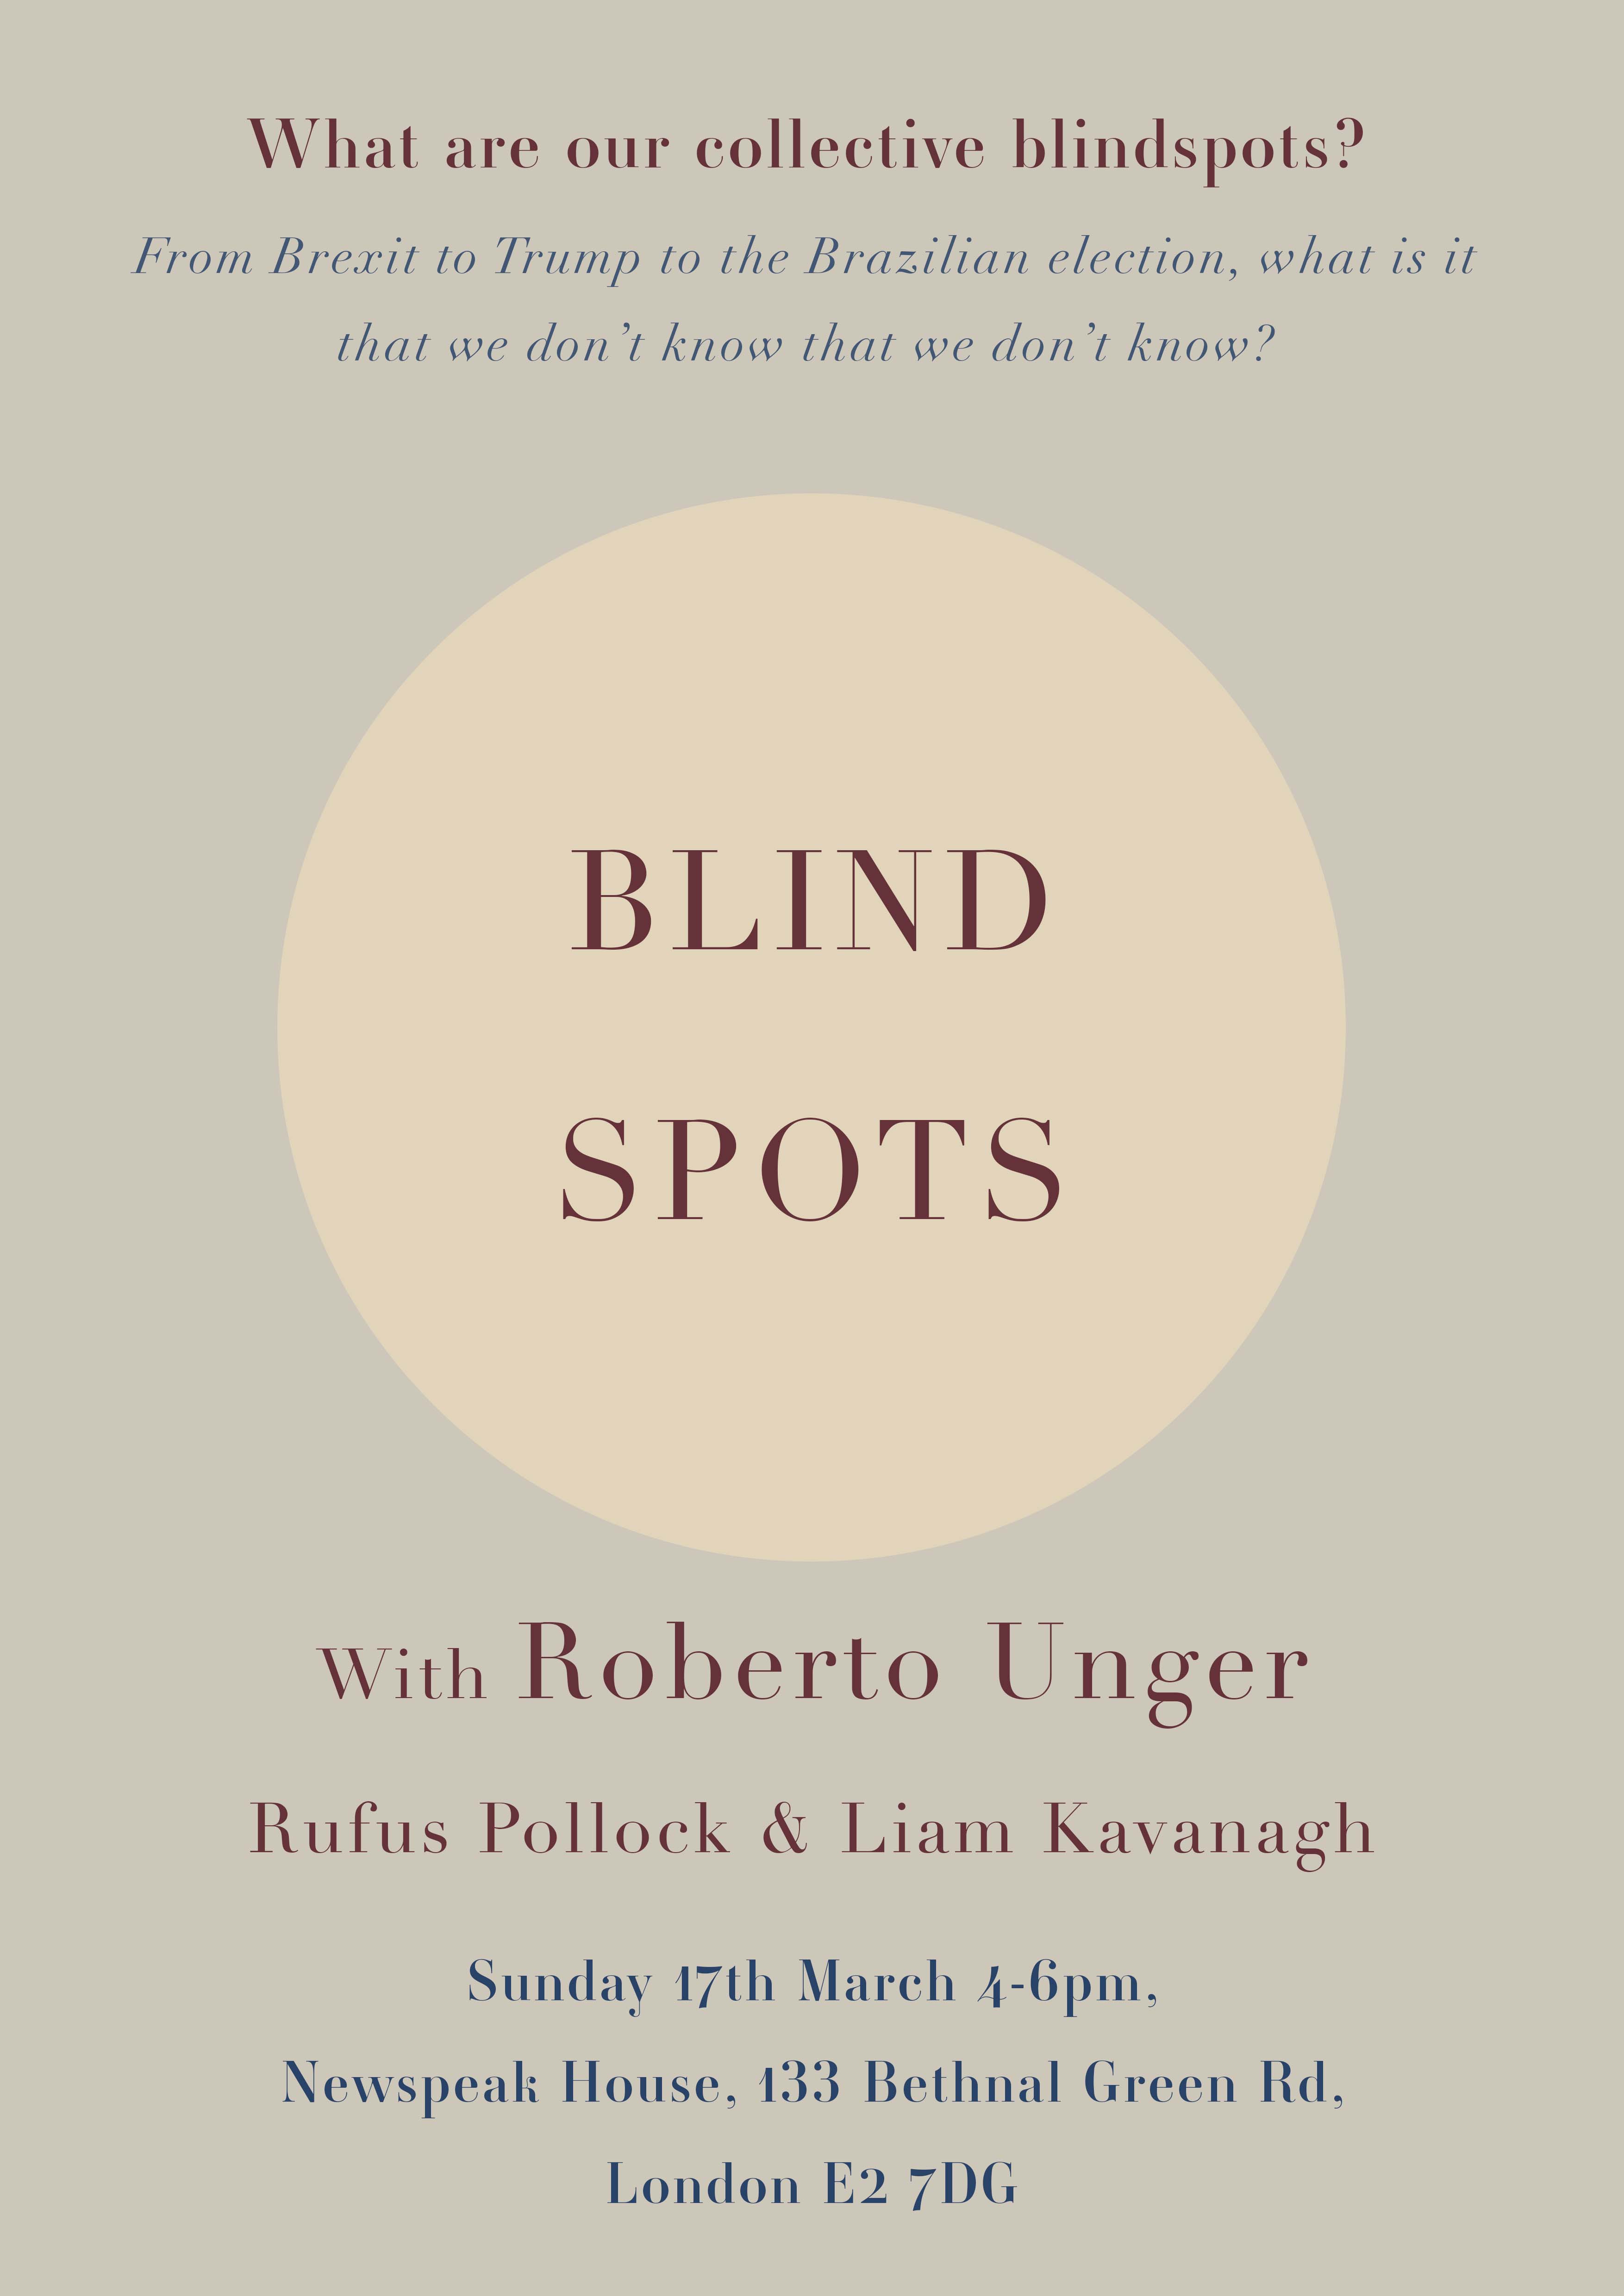 What are our collective blindspots?
From Brexit to Trump to the Brazilian election, what is it
that we don’t know that we don’t know?
BLIND
SPOTS
With Roberto Unger
Rufus Pollock & Liam Kavanagh
Sunday 17th March 4-6pm,
Newspeak House, 133 Bethnal Green Rd,
London E2 7DG